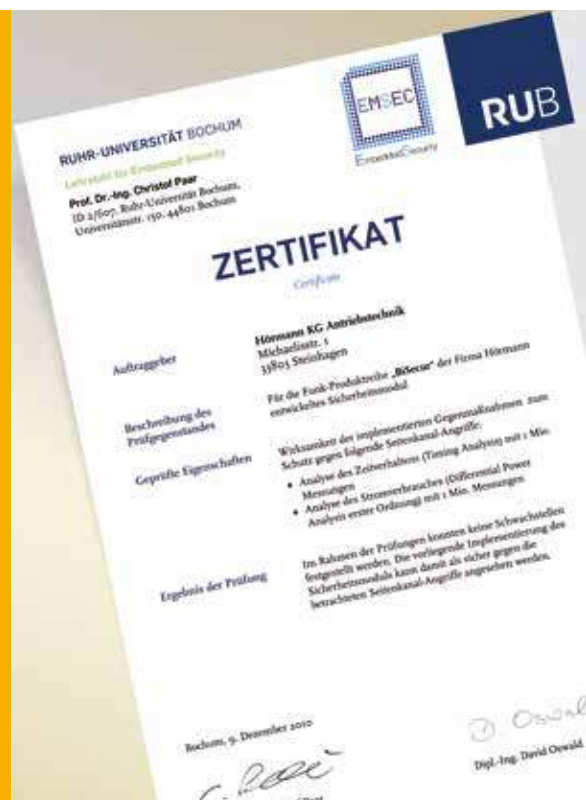 EMSEC
EmbeddedSecurity
RUB
RUHR-UNIVERSITÄT BOCHUM
Lehrstuhl für Embedded Security
Prof. Dr.-Ing. Christof Paar
ID 2/607, Ruhr-Universität Bochum,
Universitätsstr. 150, 44801 Bochum
ZERTIFIKAT
Certificate
Auftraggeber
Hörmann KG Antriebstechnik
Michaelisstr. 1
33803 Steinhagen
Beschreibung des
Prüfgegenstandes
Für die Funk-Produktreihe „BiSecur“ der Firma Hörmann
entwickeltes Sicherheitsmodul
Geprüfte Eigenschaften
Wirksamkeit der implementierten Gegenmaßnahmen zum
Schutz gegen folgende Seitenkanal-Angriffe:
• Analyse des Zeitverhaltens (Timing Analysis) mit 1 Mio.
Messungen
• Analyse des Stromverbrauches (Differential Power
Analysis erster Ordnung) mit 1 Mio. Messungen
Ergebnis der Prüfung
Im Rahmen der Prüfungen konnten keine Schwachstellen
festgestellt werden. Die vorliegende Implementierung des
Sicherheitsmoduls kann damit als sicher gegen die
betrachteten Seitenkanal-Angriffe angesehen werden.
Bochum, 9. Dezember 2010
D. Oswald
Dipl.-Ing. David Oswald